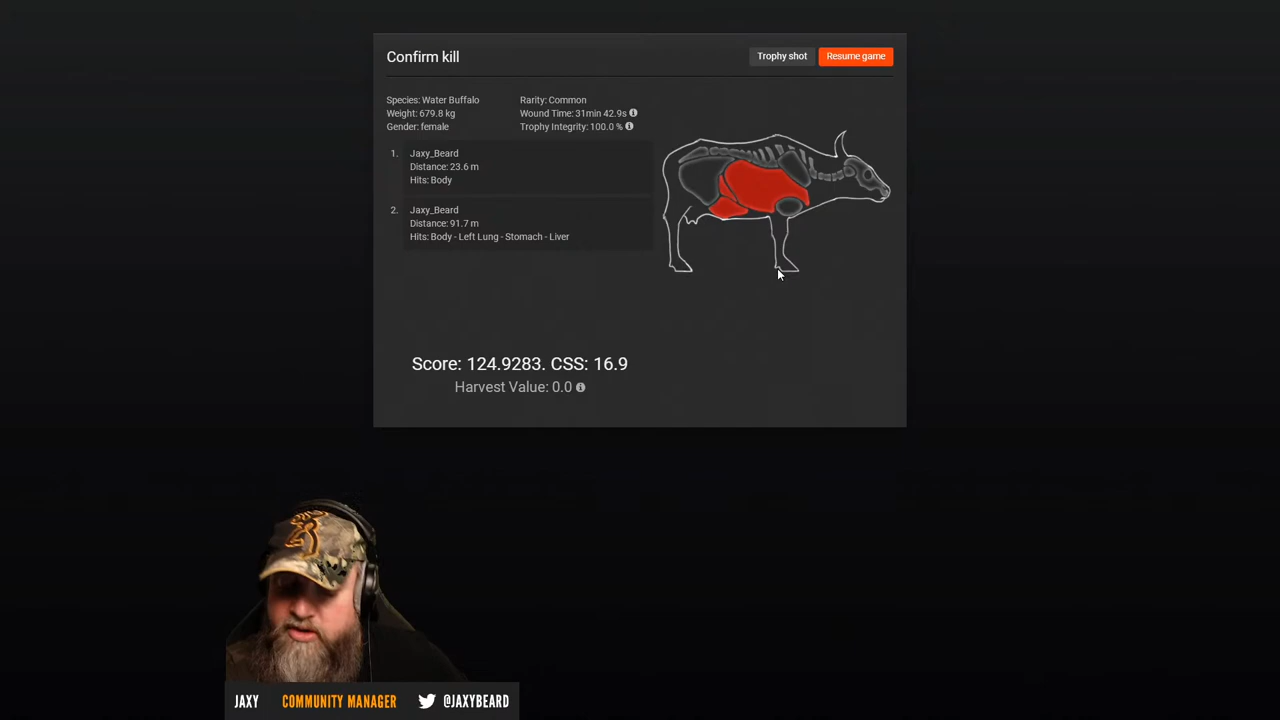 Confirm kill
Trophy shot
Resume game
Species: Water Buffalo
Weight: 679.8 kg
Gender: female
Rarity: Common
Wound Time: 31min 42.9s
Trophy Integrity: 100.0 %
1. Jaxy_Beard
Distance: 23.6 m
Hits: Body
2. Jaxy_Beard
Distance: 91.7 m
Hits: Body - Left Lung - Stomach - Liver
Score: 124.9283. CSS: 16.9
Harvest Value: 0.0
JAXY COMMUNITY MANAGER @JAXYBEARD